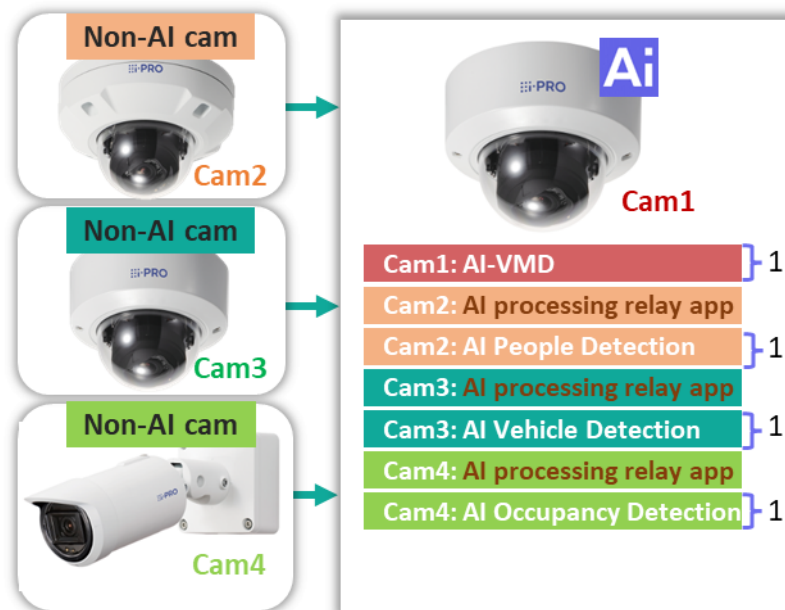 Non-AI cam
i-PRO
Cam2
Non-AI cam
i-PRO
Cam3
Non-AI cam
i-PRO
Cam4
Ai
i-PRO
Cam1
Cam1: AI-VMD
1
Cam2: AI processing relay app
Cam2: AI People Detection
1
Cam3: AI processing relay app
Cam3: AI Vehicle Detection
1
Cam4: AI processing relay app
Cam4: AI Occupancy Detection
1